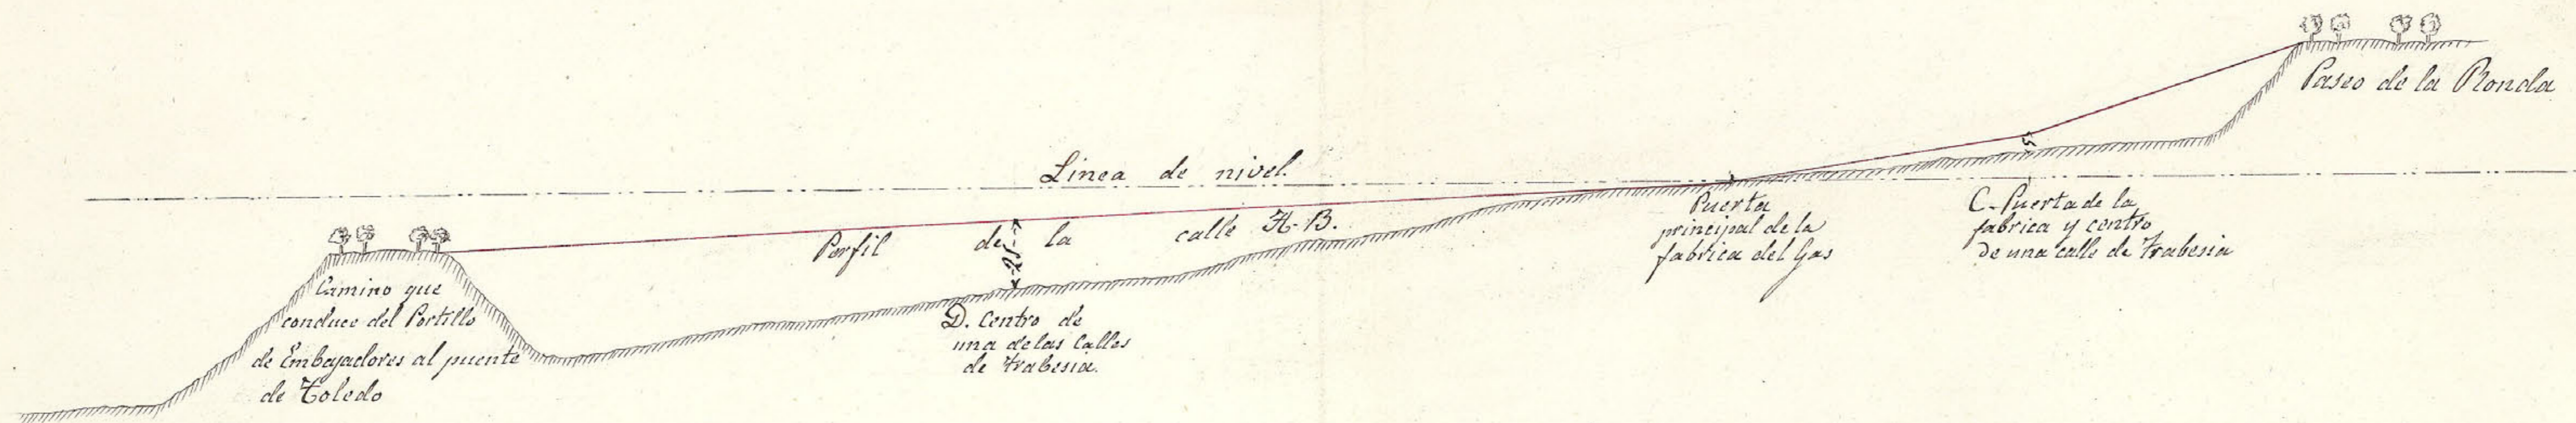 Paseo de la Ronda
Linea de nivel.
Perfil de la calle A. B.
Puerta
principal de la
fabrica del Gas
C. Puerta de la
fabrica y centro
de una calle de trabesia
Camino que
conduce del Portillo
de Embajadores al puente
de Toledo
D. Centro de
una de las calles
de trabesia.